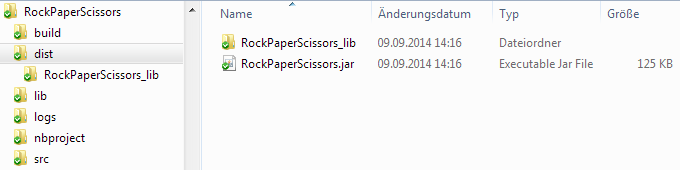 RockPaperScissors
build
dist
RockPaperScissors_lib
lib
logs
nbproject
src
Name Änderungsdatum Typ Größe
RockPaperScissors_lib 09.09.2014 14:16 Dateiordner
RockPaperScissors.jar 09.09.2014 14:16 Executable Jar File 125 KB